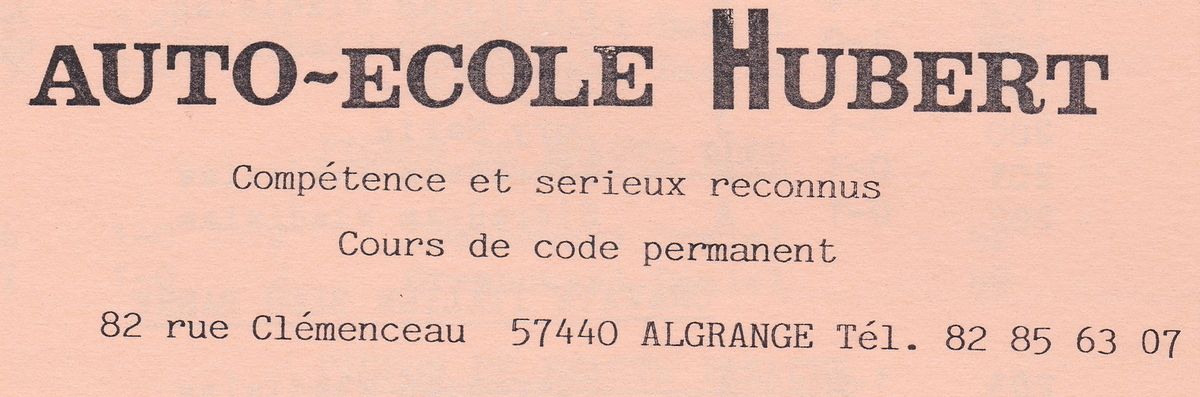 AUTO~ECOLE HUBERT
Compétence et serieux reconnus
Cours de code permanent
82 rue Clémenceau 57440 ALGRANGE Tél. 82 85 63 07